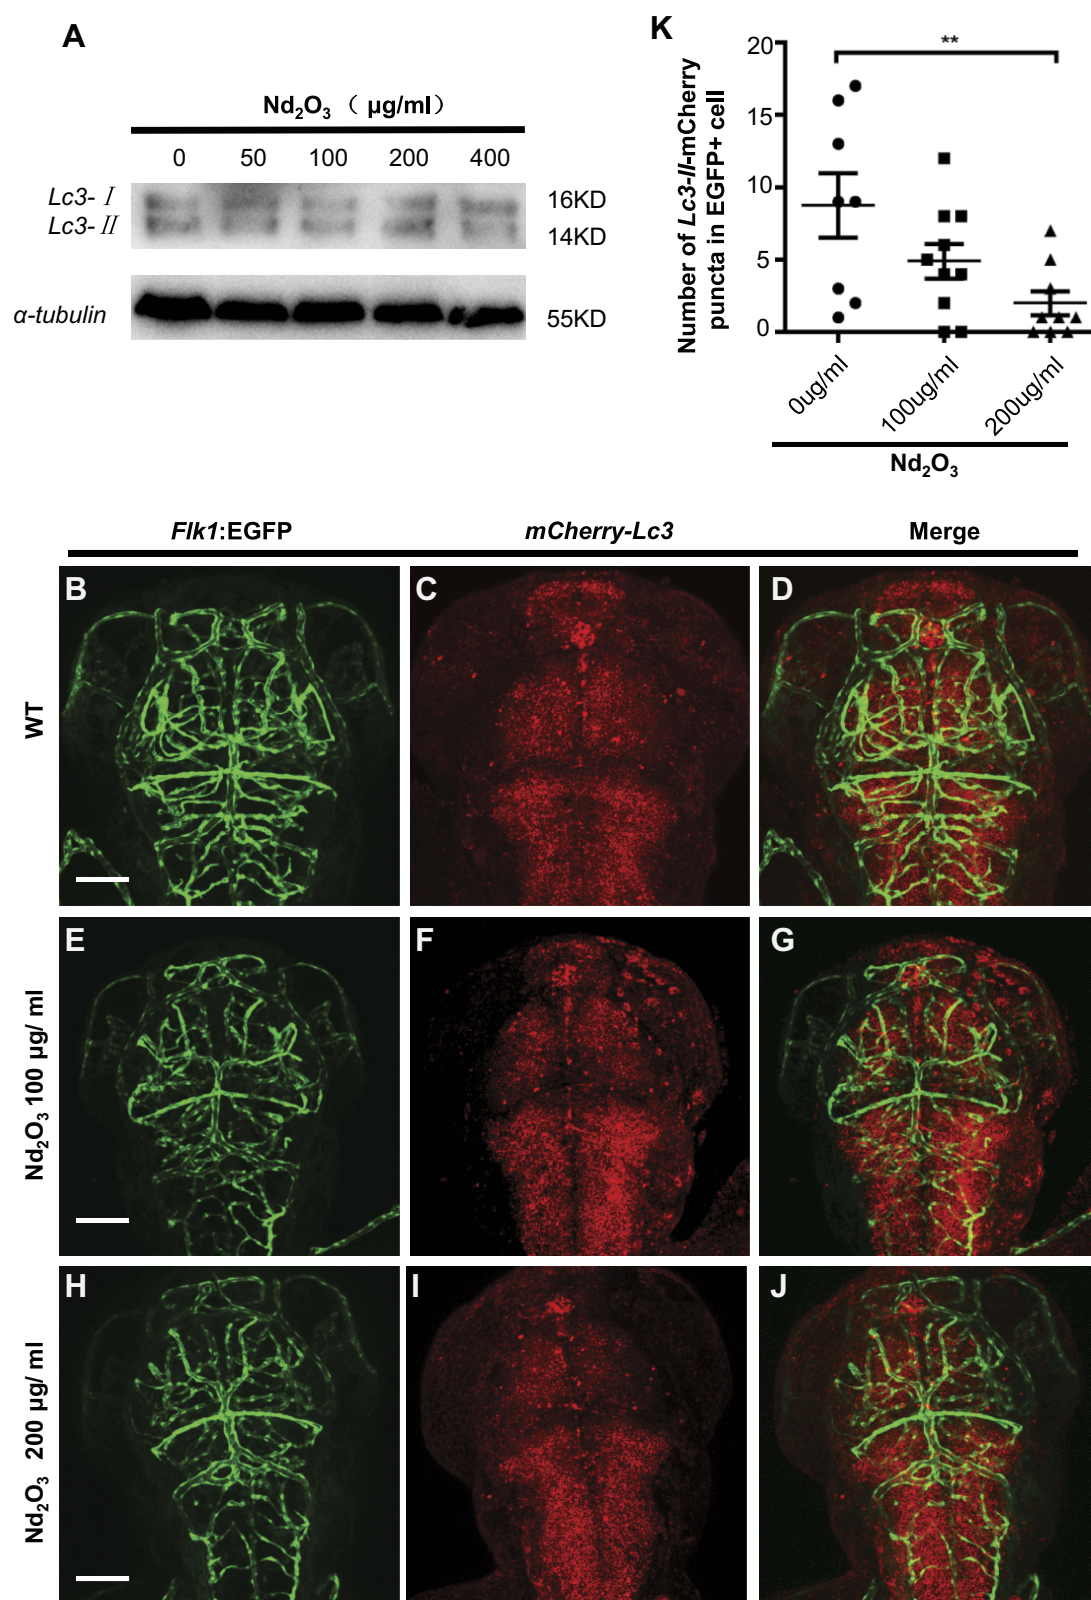 A
Nd₂O₃ （ μg/ml）
0 50 100 200 400
Lc3- Ⅰ 16KD
Lc3- Ⅱ 14KD
α-tubulin 55KD
K
Number of Lc3-II-mCherry
puncta in EGFP+ cell
20
15
10
5
0
**
0ug/ml
100ug/ml
200ug/ml
Nd₂O₃
Flk1:EGFP mCherry-Lc3 Merge
WT
B C D
Nd₂O₃ 100 μg/ ml
E F G
Nd₂O₃ 200 μg/ ml
H I J